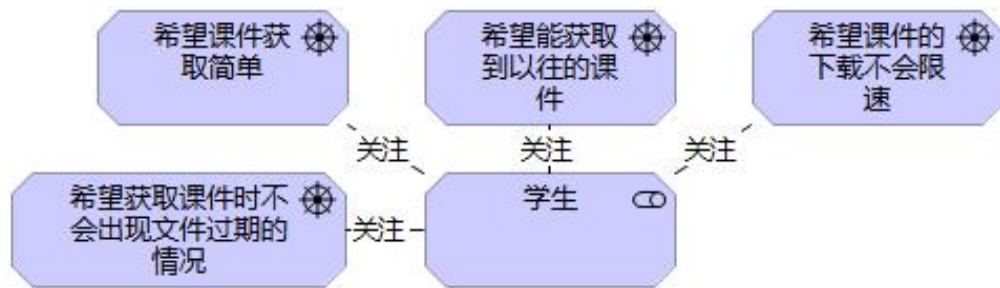 希望课件获
取简单
希望能获取
到以往的课
件
希望课件的
下载不会限
速
关注
关注
关注
希望获取课件时不
会出现文件过期的
情况
关注
学生